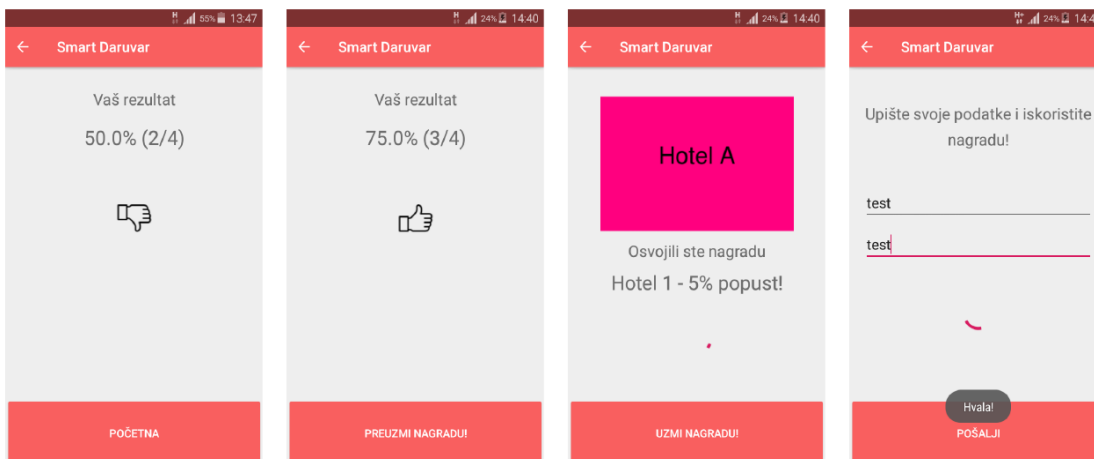 H 55% 13:47
Smart Daruvar
Vaš rezultat
50.0% (2/4)
POČETNA
H 24% 14:40
Smart Daruvar
Vaš rezultat
75.0% (3/4)
PREUZMI NAGRADU!
H 24% 14:40
Smart Daruvar
Hotel A
Osvojili ste nagradu
Hotel 1 - 5% popust!
UZMI NAGRADU!
H+ 24%
Smart Daruvar
Upište svoje podatke i iskoristite
nagradu!
test
test
Hvala!
POŠALJI